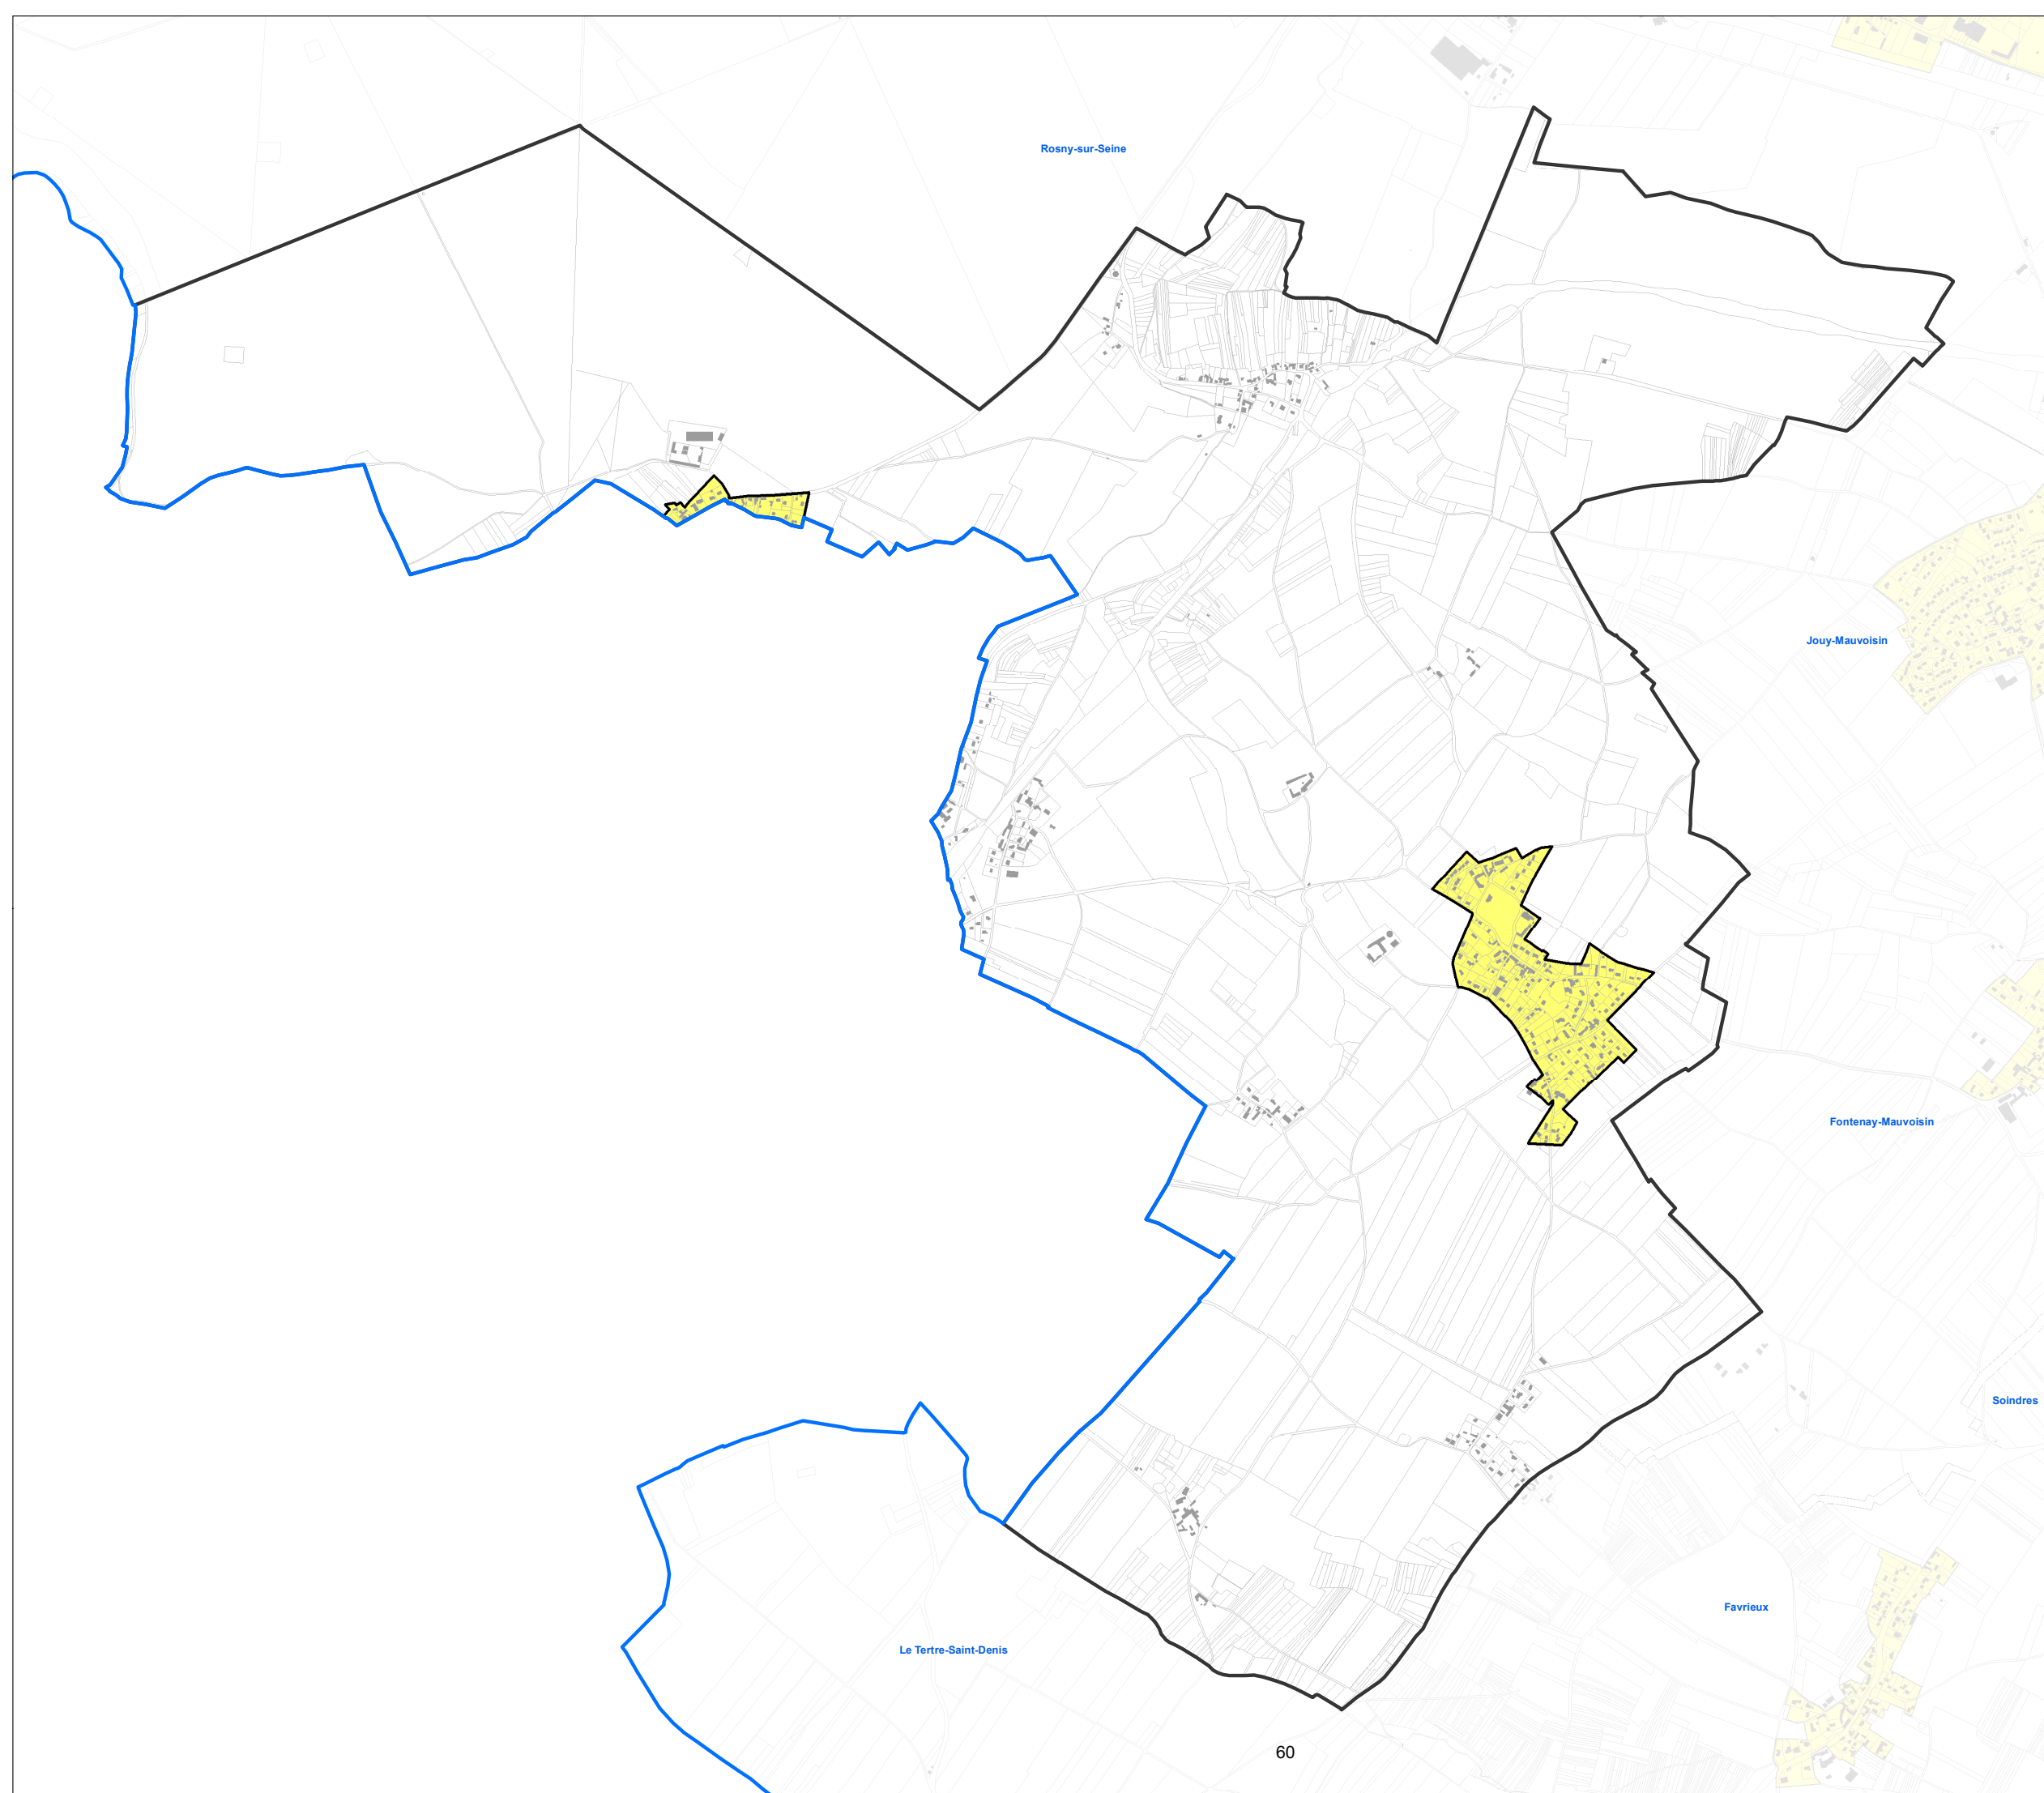 Rosny-sur-Seine
Jouy-Mauvoisin
Fontenay-Mauvoisin
Soindres
Favrieux
Le Tertre-Saint-Denis
60